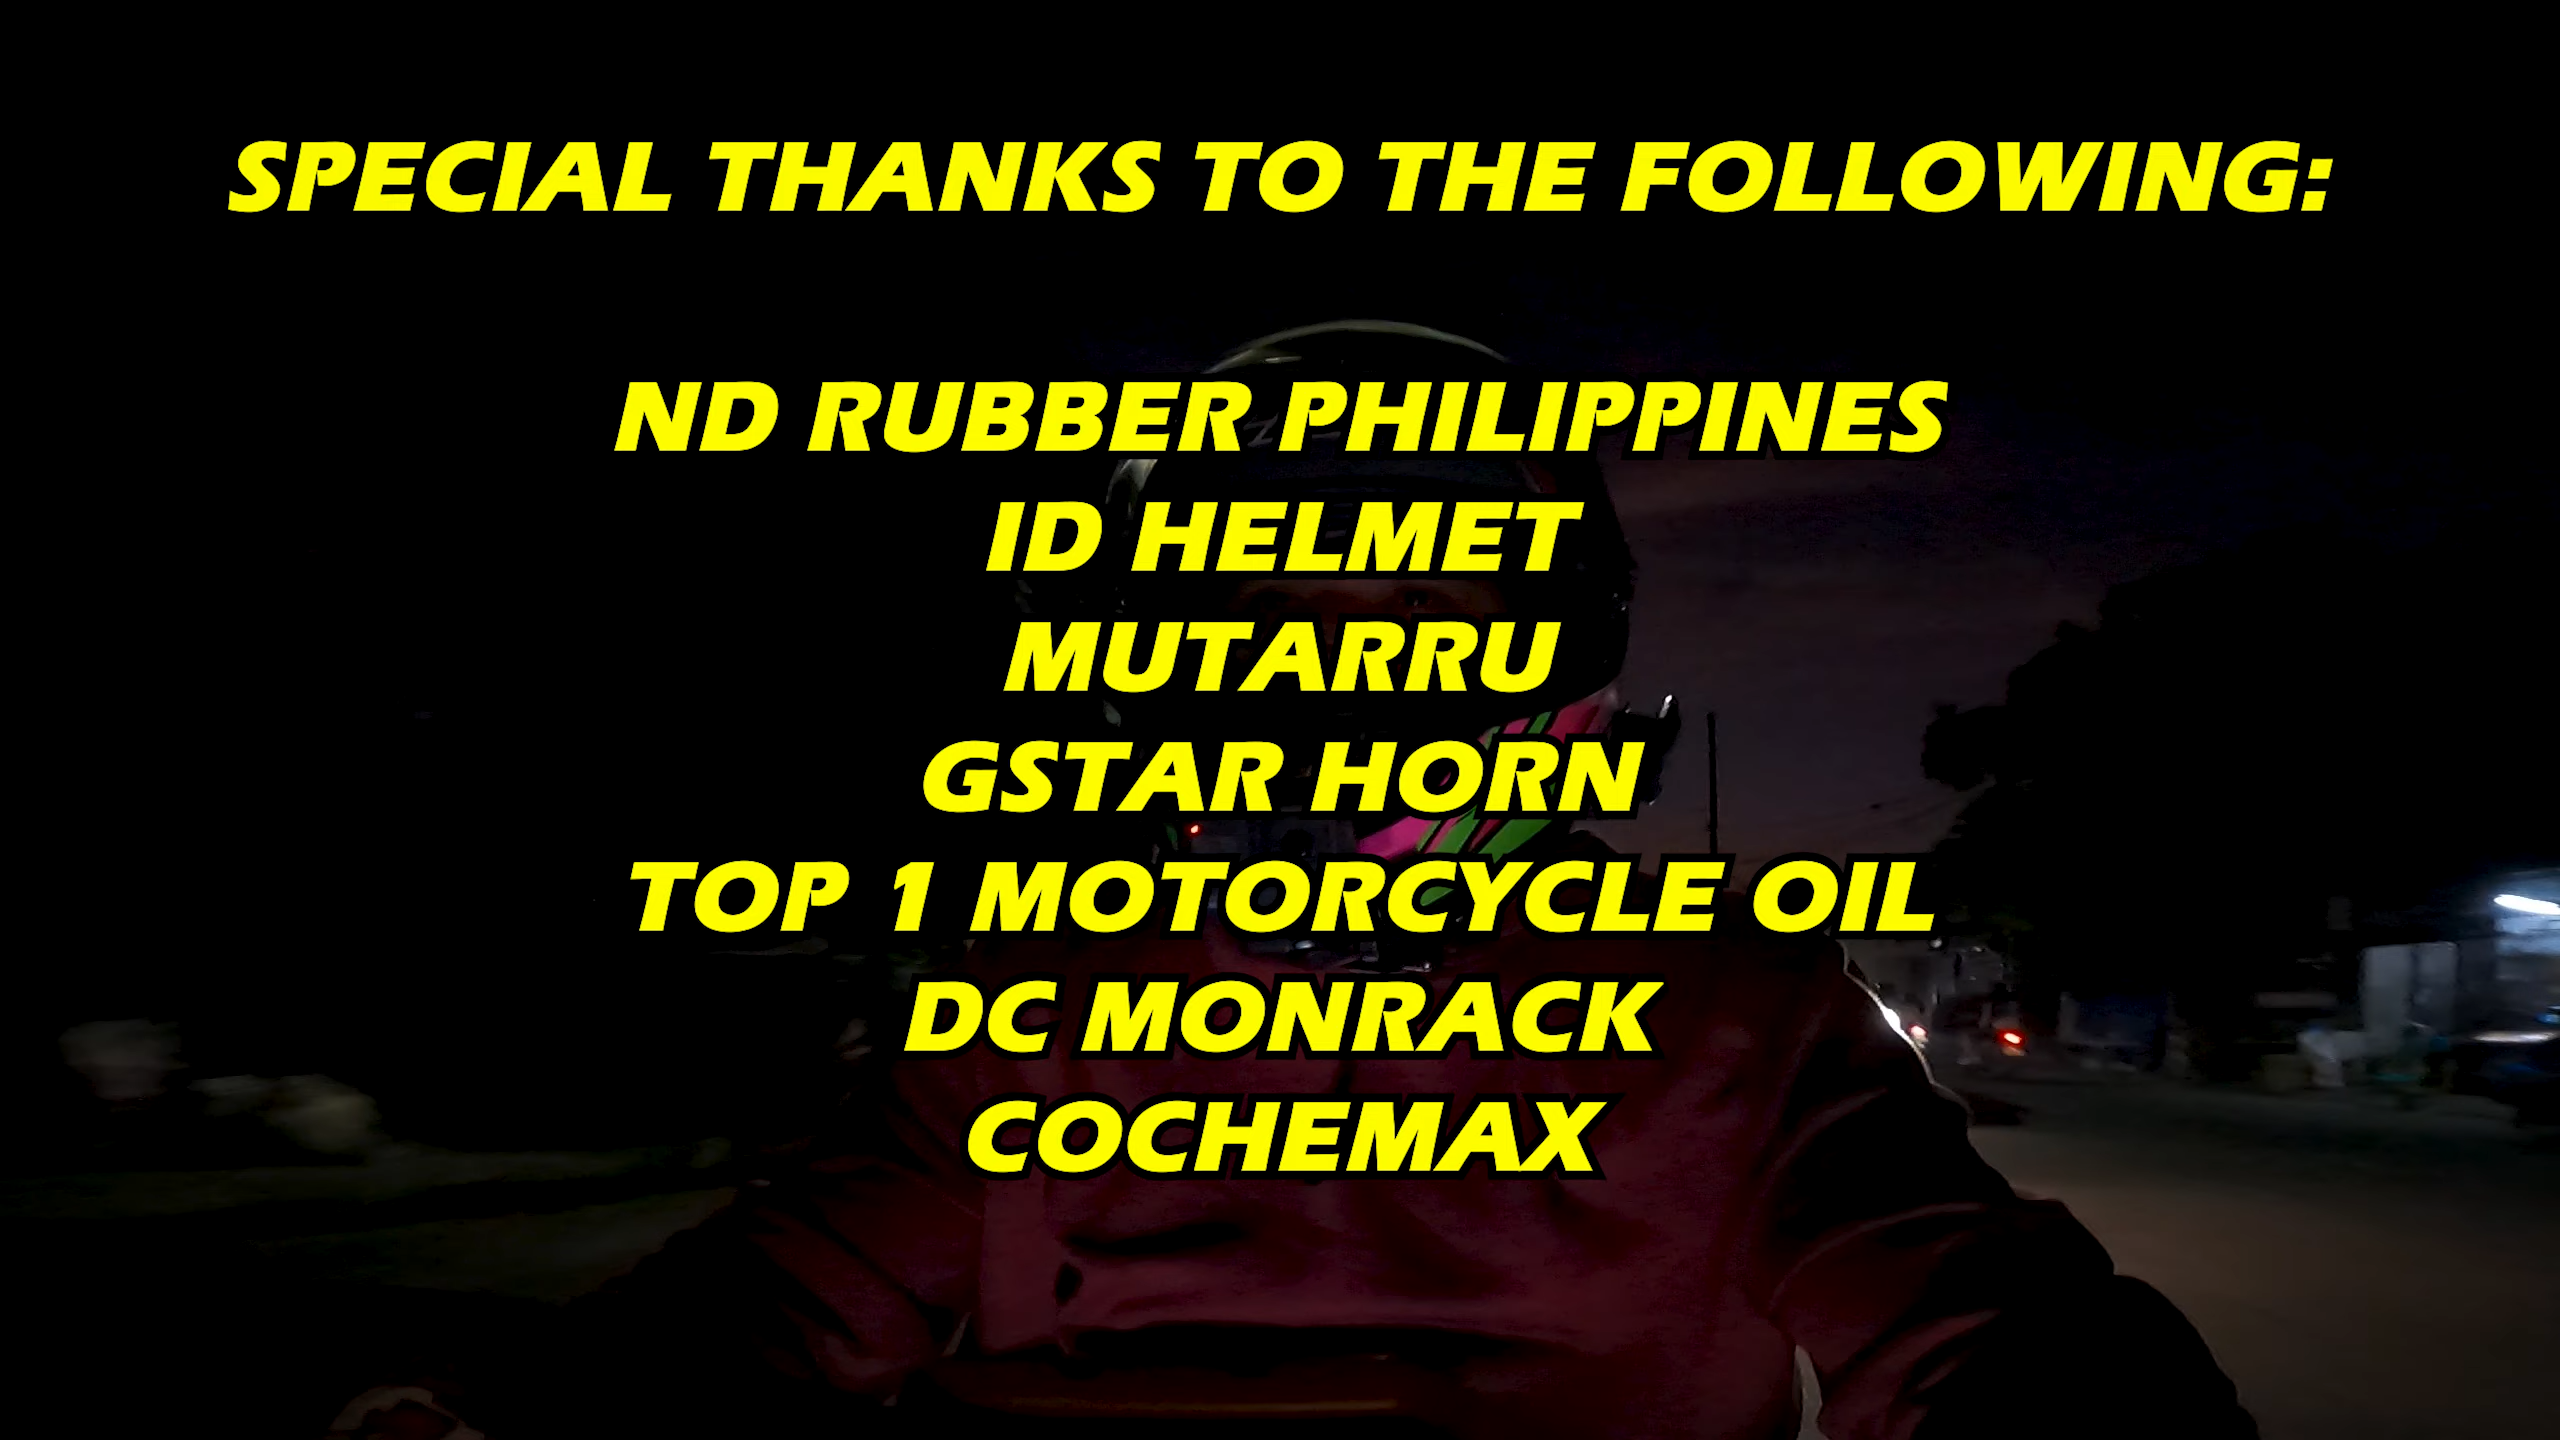 SPECIAL THANKS TO THE FOLLOWING:
ND RUBBER PHILIPPINES
ID HELMET
MUTARRU
GSTAR HORN
TOP 1 MOTORCYCLE OIL
DC MONRACK
COCHEMAX